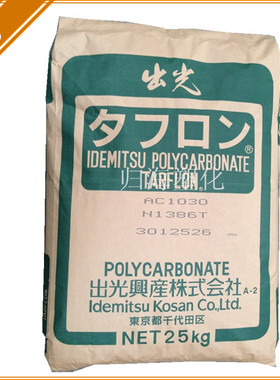 出光
タフロン®
IDEMITSU POLYCARBONATE
TARFLON®
AC1030
N1386T
3012526
POLYCARBONATE
出光興産株式会社 A-2
Idemitsu Kosan Co., Ltd.
東京都千代田区
NET 25kg